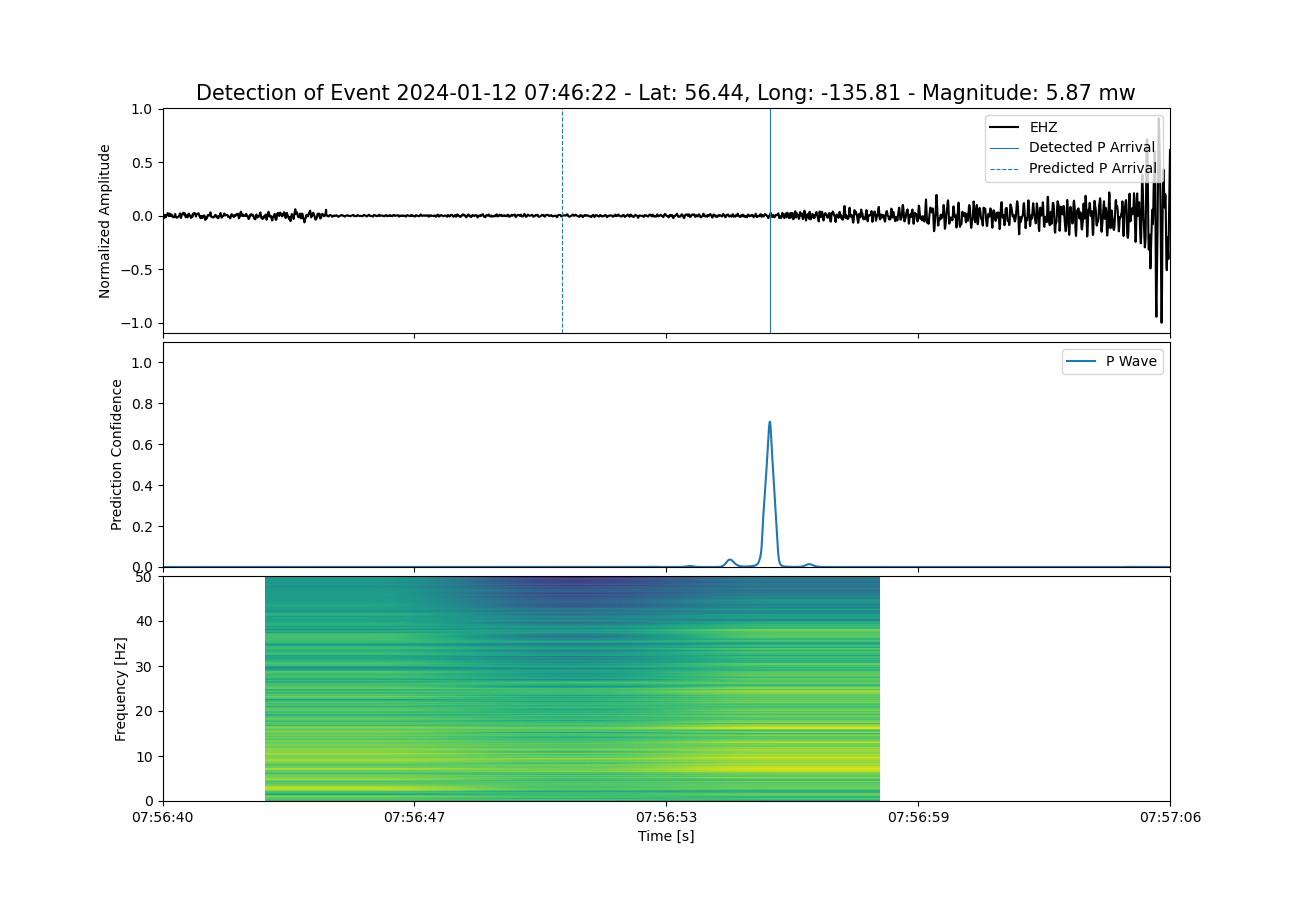 Detection of Event 2024-01-12 07:46:22 - Lat: 56.44, Long: -135.81 - Magnitude: 5.87 mw
1.0
0.5
0.0
−0.5
−1.0
Normalized Amplitude
EHZ
Detected P Arrival
Predicted P Arrival
1.0
0.8
0.6
0.4
0.2
0.0
Prediction Confidence
P Wave
50
40
30
20
10
0
Frequency [Hz]
07:56:40
07:56:47
07:56:53
07:56:59
07:57:06
Time [s]